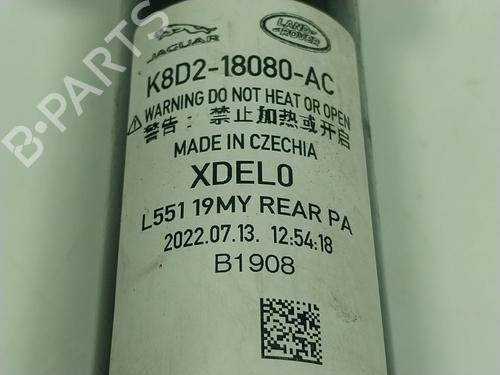 JAGUAR
LAND-
ROVER
K8D2-18080-AC
WARNING DO NOT HEAT OR OPEN
警告: 禁止加热或开启
MADE IN CZECHIA
XDEL0
L551 19MY REAR PA
2022.07.13. 12:54:18
B1908
B-PARTS